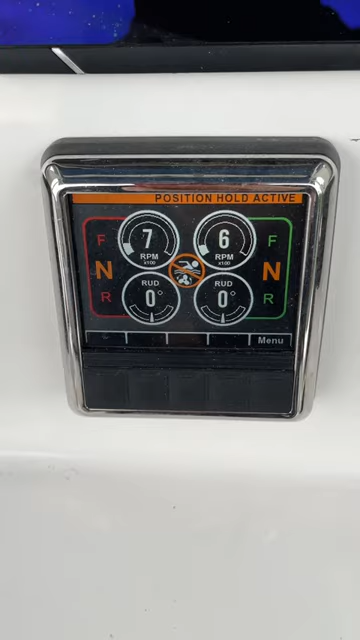 POSITION HOLD ACTIVE
F 7 6 F
RPM RPM
x100 x100
N N
RUD RUD
R 0° 0° R
Menu